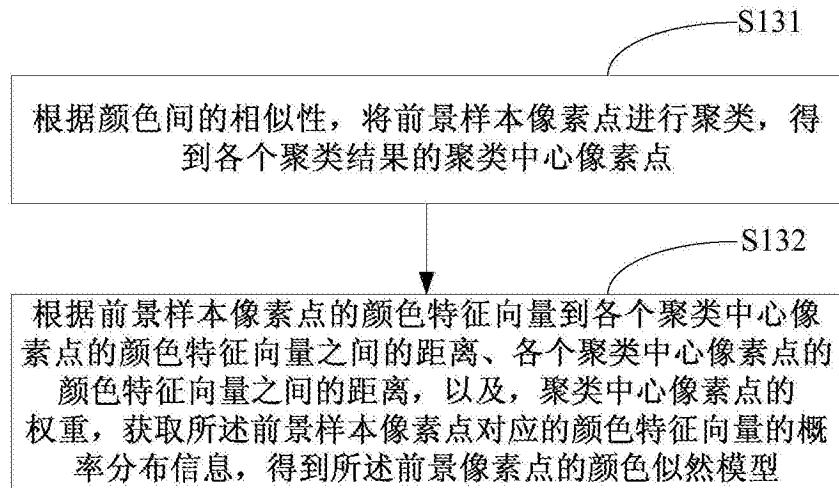 S131
根据颜色间的相似性，将前景样本像素点进行聚类，得
到各个聚类结果的聚类中心像素点
S132
根据前景样本像素点的颜色特征向量到各个聚类中心像
素点的颜色特征向量之间的距离、各个聚类中心像素点的
颜色特征向量之间的距离，以及，聚类中心像素点的
权重，获取所述前景样本像素点对应的颜色特征向量的概
率分布信息，得到所述前景像素点的颜色似然模型